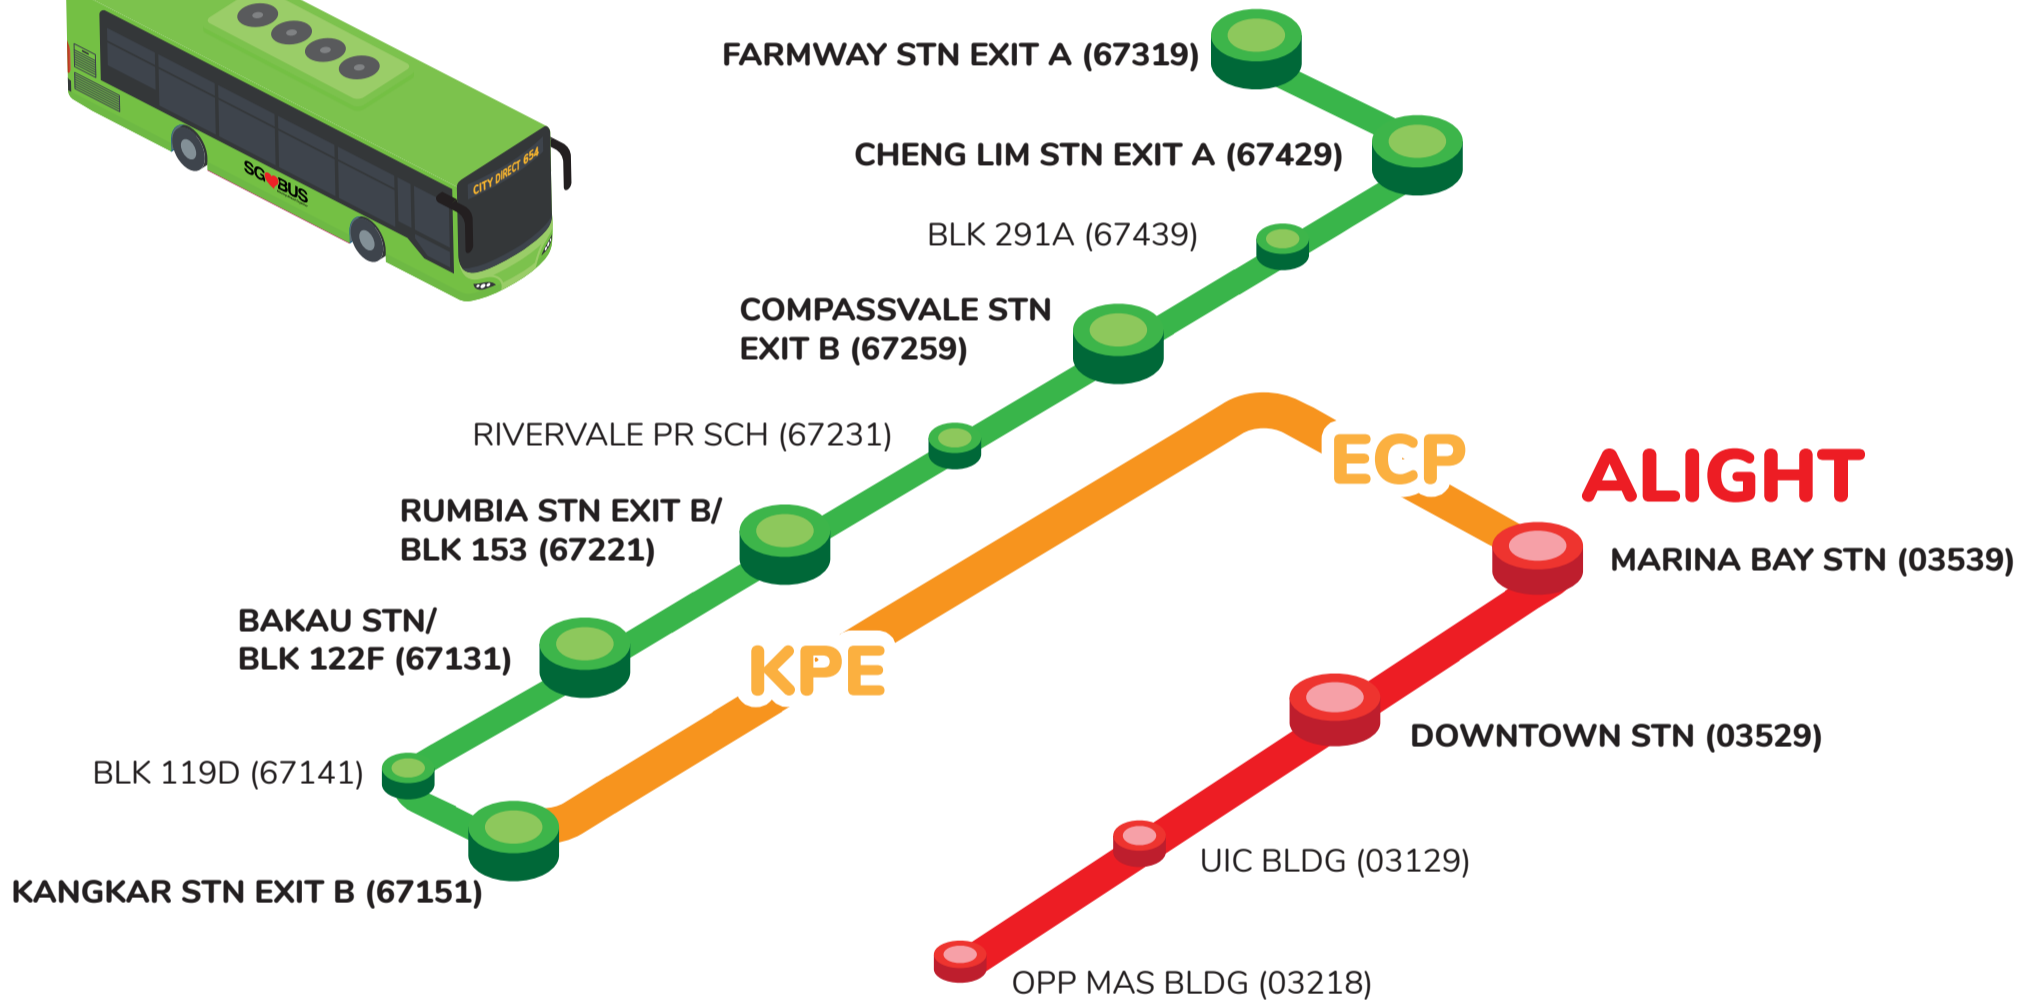 CITY DIRECT 654
SG BUS
FARMWAY STN EXIT A (67319)
CHENG LIM STN EXIT A (67429)
BLK 291A (67439)
COMPASSVALE STN
EXIT B (67259)
RIVERVALE PR SCH (67231)
RUMBIA STN EXIT B/
BLK 153 (67221)
BAKAU STN/
BLK 122F (67131)
BLK 119D (67141)
KANGKAR STN EXIT B (67151)
KPE
ECP
ALIGHT
MARINA BAY STN (03539)
DOWNTOWN STN (03529)
UIC BLDG (03129)
OPP MAS BLDG (03218)